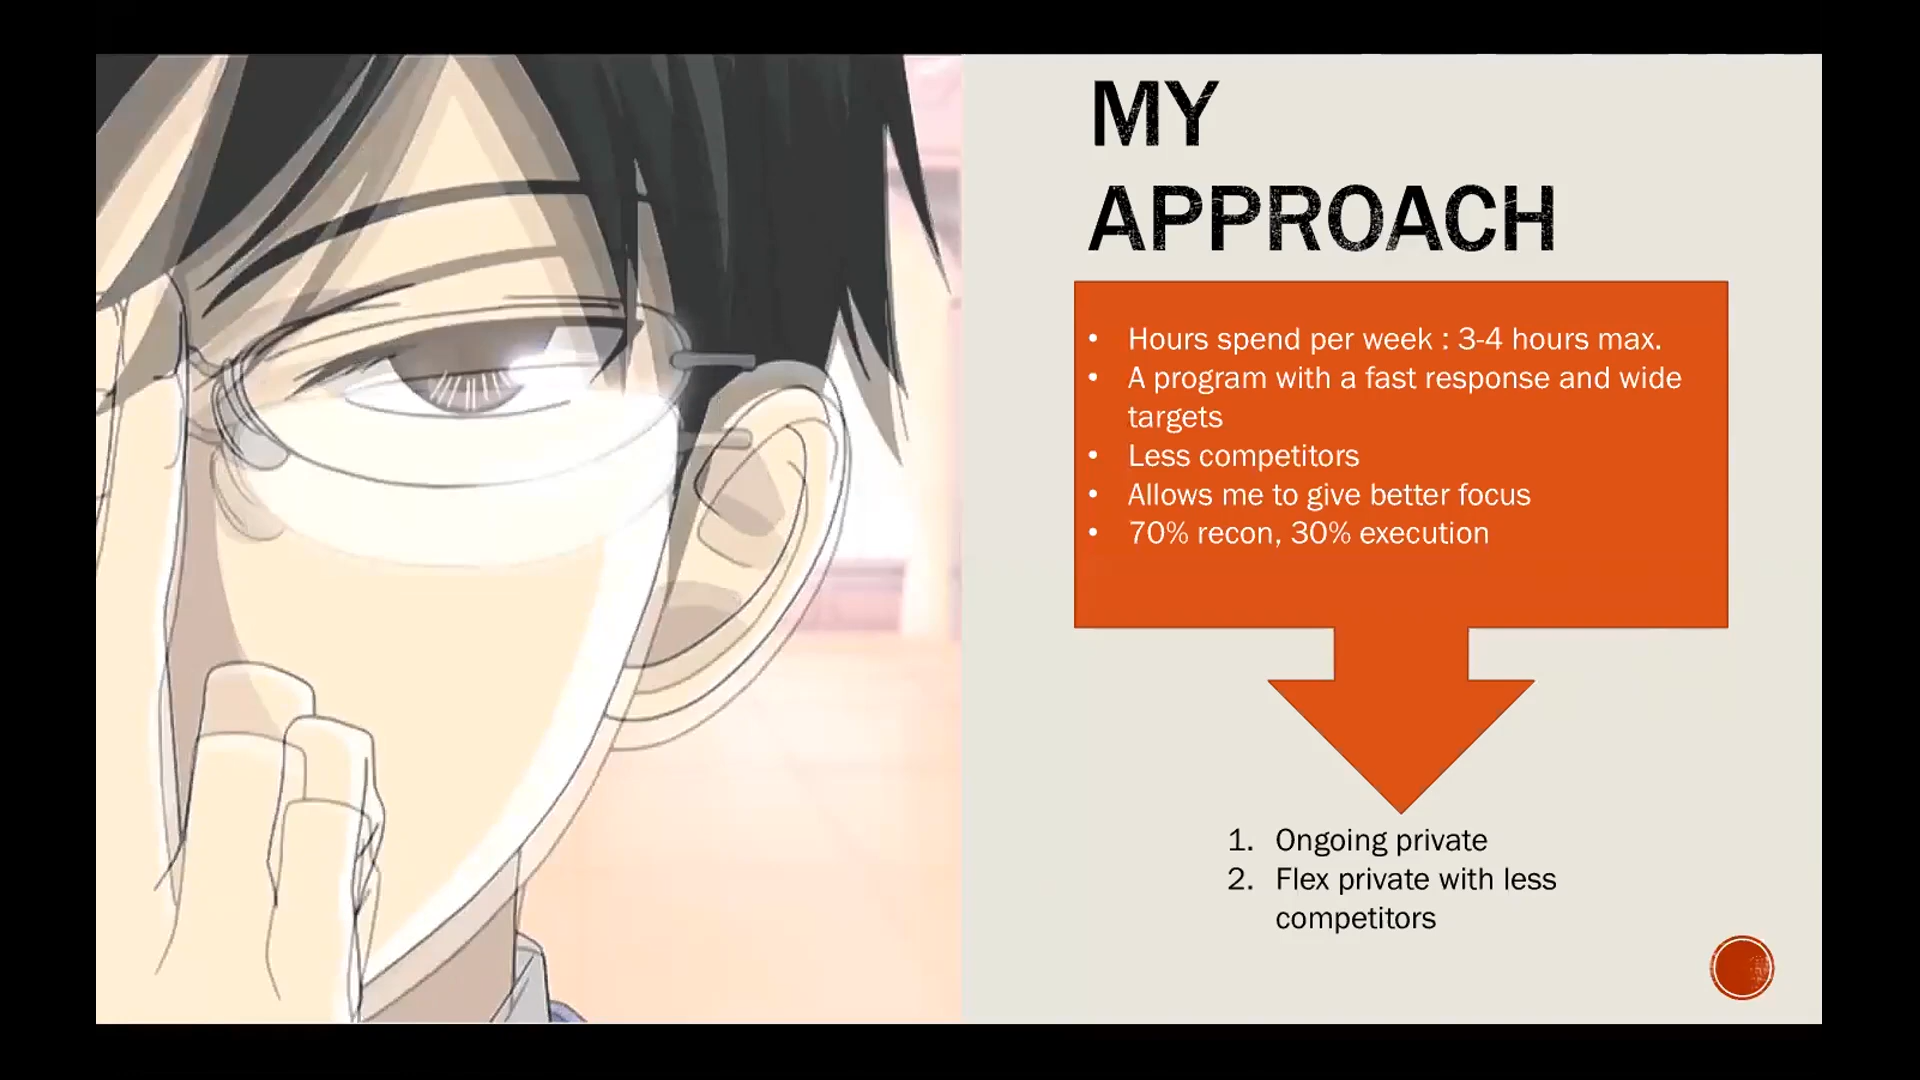 MY
APPROACH
• Hours spend per week : 3-4 hours max.
• A program with a fast response and wide
targets
• Less competitors
• Allows me to give better focus
• 70% recon, 30% execution
1. Ongoing private
2. Flex private with less
competitors